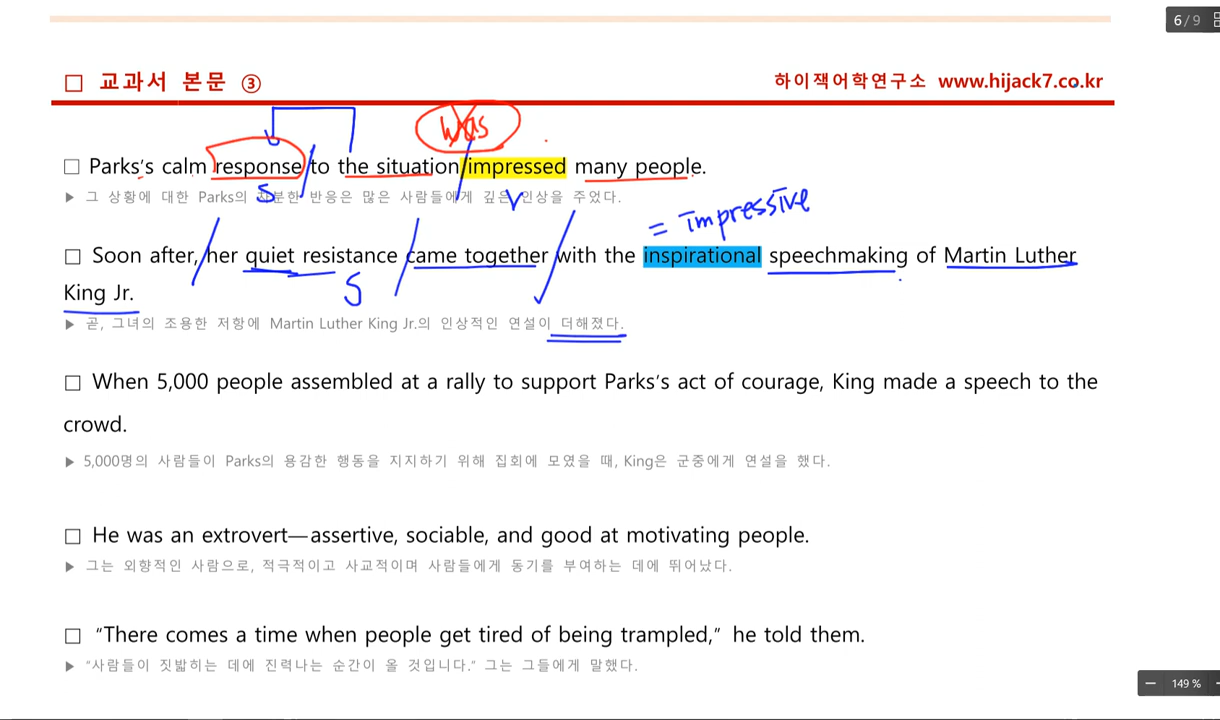 6 / 9
□ 교과서 본문 ③
하이잭어학연구소 www.hijack7.co.kr
was
□ Parks's calm response to the situation impressed many people.
S
V
▶ 그 상황에 대한 Parks의 차분한 반응은 많은 사람들에게 깊은 인상을 주었다.
= impressive
□ Soon after, her quiet resistance came together with the inspirational speechmaking of Martin Luther
S
King Jr.
▶ 곧, 그녀의 조용한 저항에 Martin Luther King Jr.의 인상적인 연설이 더해졌다.
□ When 5,000 people assembled at a rally to support Parks's act of courage, King made a speech to the
crowd.
▶ 5,000명의 사람들이 Parks의 용감한 행동을 지지하기 위해 집회에 모였을 때, King은 군중에게 연설을 했다.
□ He was an extrovert—assertive, sociable, and good at motivating people.
▶ 그는 외향적인 사람으로, 적극적이고 사교적이며 사람들에게 동기를 부여하는 데에 뛰어났다.
□ “There comes a time when people get tired of being trampled,” he told them.
▶ “사람들이 짓밟히는 데에 진력나는 순간이 올 것입니다.” 그는 그들에게 말했다.
149 %